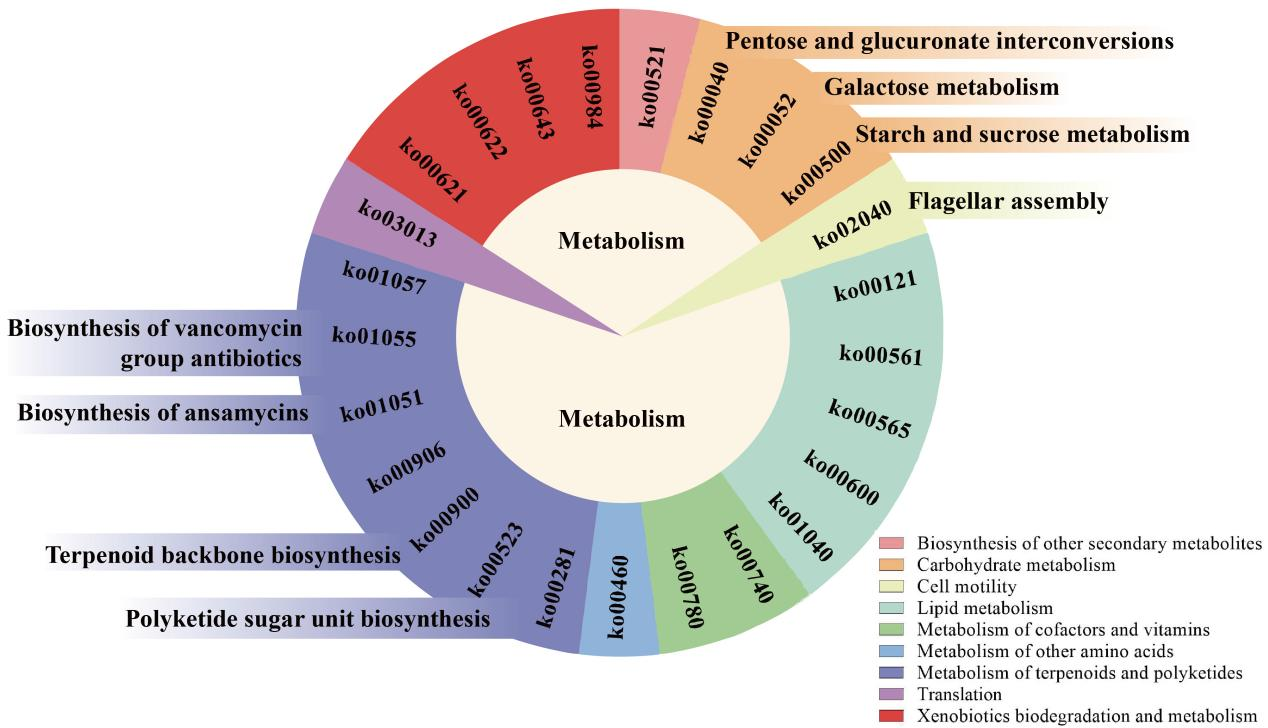 Pentose and glucuronate interconversions
Galactose metabolism
Starch and sucrose metabolism
Flagellar assembly
ko00521
ko00040
ko00052
ko00500
ko02040
ko00121
ko00561
ko00565
ko00600
ko01040
ko00740
ko00780
ko00460
ko00281
ko00523
ko00900
ko00906
ko01051
ko01055
ko01057
ko03013
ko00621
ko00622
ko00643
ko00984
Metabolism
Metabolism
Biosynthesis of vancomycin
group antibiotics
Biosynthesis of ansamycins
Terpenoid backbone biosynthesis
Polyketide sugar unit biosynthesis
Biosynthesis of other secondary metabolites
Carbohydrate metabolism
Cell motility
Lipid metabolism
Metabolism of cofactors and vitamins
Metabolism of other amino acids
Metabolism of terpenoids and polyketides
Translation
Xenobiotics biodegradation and metabolism